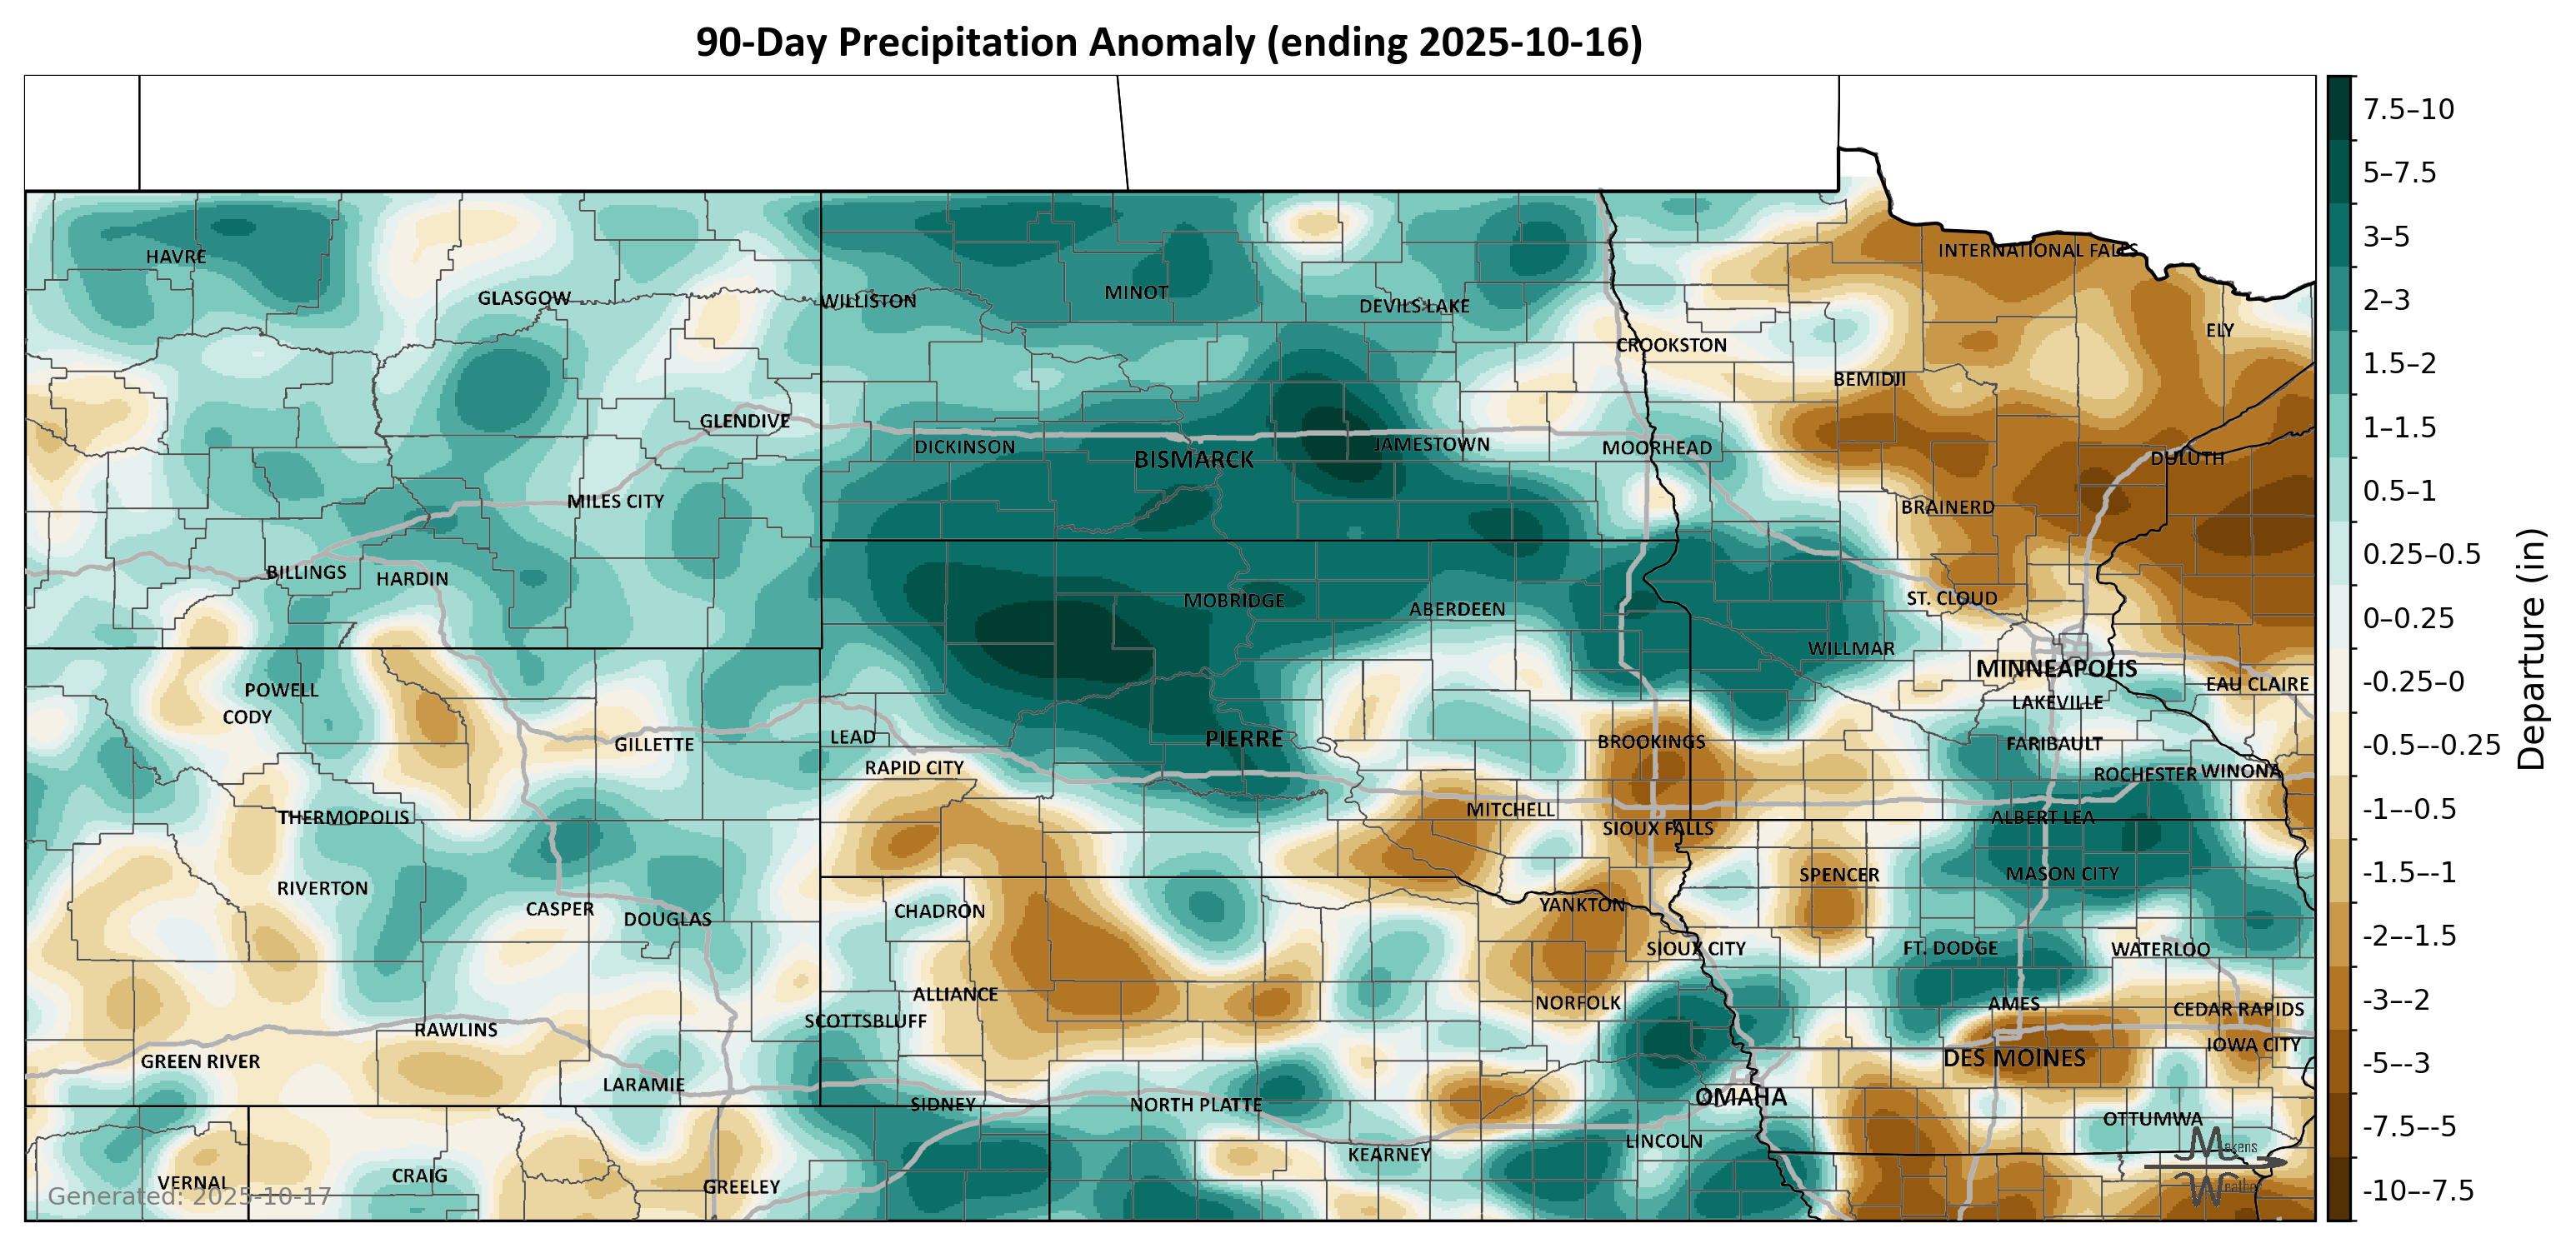 90-Day Precipitation Anomaly (ending 2025-10-16)
7.5–10
5–7.5
3–5
2–3
1.5–2
1–1.5
0.5–1
0.25–0.5
0–0.25
-0.25–0
-0.5–-0.25
-1–-0.5
-1.5–-1
-2–-1.5
-3–-2
-5–-3
-7.5–-5
-10–-7.5
Departure (in)
HAVRE
INTERNATIONAL FALLS
GLASGOW
WILLISTON
MINOT
DEVILS LAKE
ELY
CROOKSTON
BEMIDJI
GLENDIVE
DICKINSON
BISMARCK
JAMESTOWN
MOORHEAD
DULUTH
MILES CITY
BRAINERD
BILLINGS
HARDIN
MOBRIDGE
ABERDEEN
ST. CLOUD
WILLMAR
MINNEAPOLIS
EAU CLAIRE
POWELL
CODY
LAKEVILLE
GILLETTE
LEAD
PIERRE
BROOKINGS
FARIBAULT
RAPID CITY
ROCHESTER
WINONA
THERMOPOLIS
MITCHELL
SIOUX FALLS
ALBERT LEA
RIVERTON
SPENCER
MASON CITY
CASPER
DOUGLAS
CHADRON
YANKTON
SIOUX CITY
FT. DODGE
WATERLOO
ALLIANCE
NORFOLK
AMES
CEDAR RAPIDS
SCOTTSBLUFF
RAWLINS
IOWA CITY
GREEN RIVER
DES MOINES
LARAMIE
SIDNEY
NORTH PLATTE
OMAHA
OTTUMWA
LINCOLN
KEARNEY
VERNAL
CRAIG
GREELEY
Makens
Weather
Generated: 2025-10-17